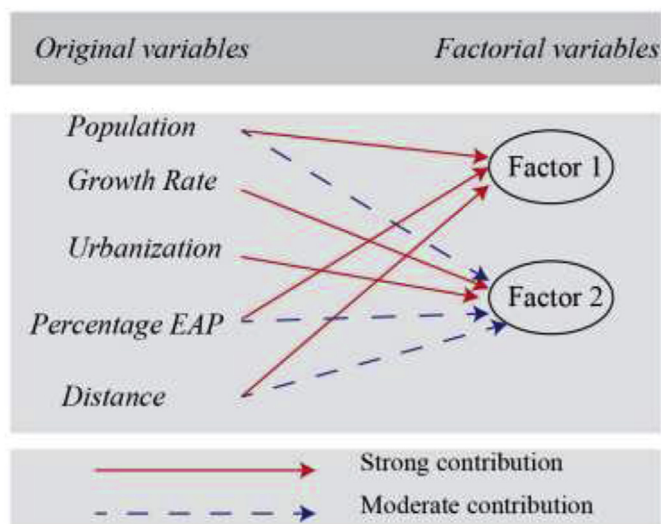 Original variables Factorial variables
Population
Factor 1
Growth Rate
Urbanization
Factor 2
Percentage EAP
Distance
Strong contribution
Moderate contribution